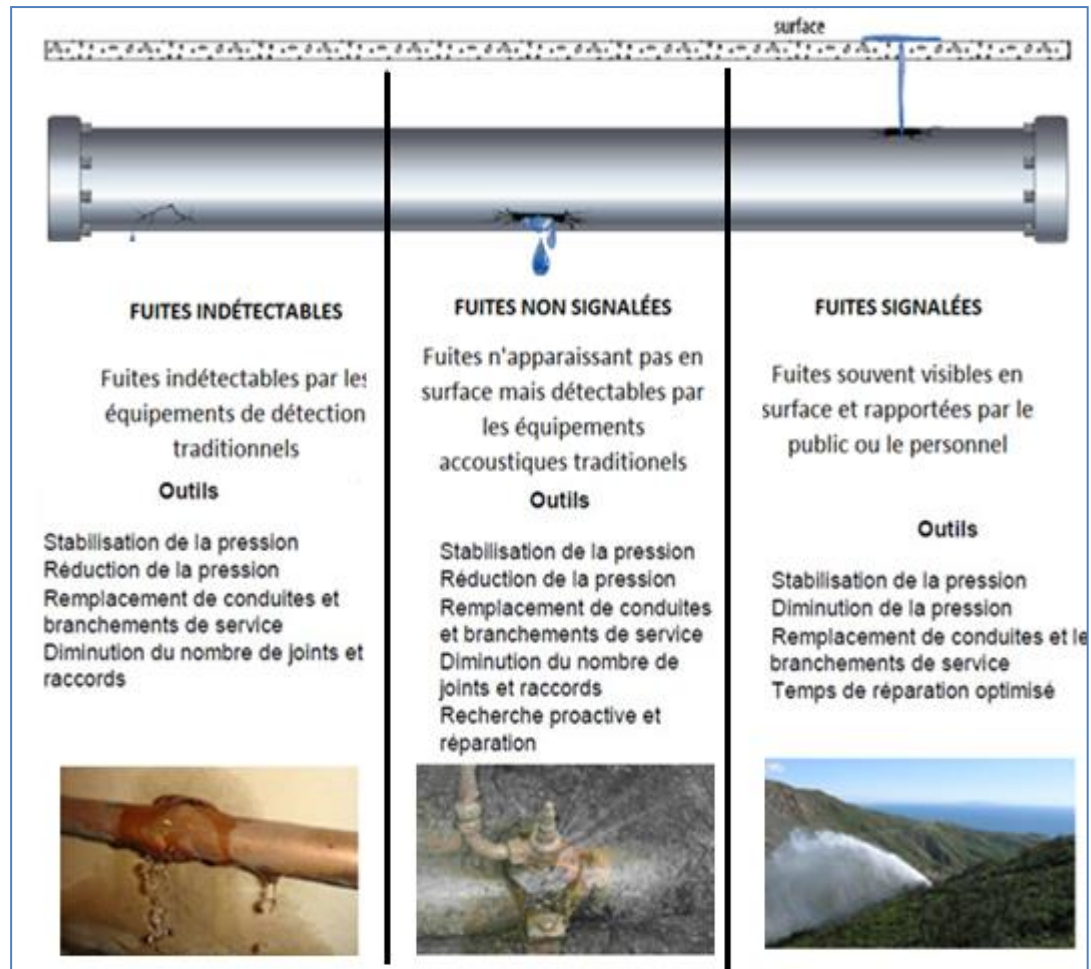 surface
FUITES INDÉTECTABLES
Fuites indétectables par les
équipements de détection
traditionnels
Outils
Stabilisation de la pression
Réduction de la pression
Remplacement de conduites et
branchements de service
Diminution du nombre de joints et
raccords
FUITES NON SIGNALÉES
Fuites n'apparaissant pas en
surface mais détectables par
les équipements
accoustiques traditionels
Outils
Stabilisation de la pression
Réduction de la pression
Remplacement de conduites
et branchements de service
Diminution du nombre de
joints et raccords
Recherche proactive et
réparation
FUITES SIGNALÉES
Fuites souvent visibles en
surface et rapportées par le
public ou le personnel
Outils
Stabilisation de la pression
Diminution de la pression
Remplacement de conduites et le
branchements de service
Temps de réparation optimisé